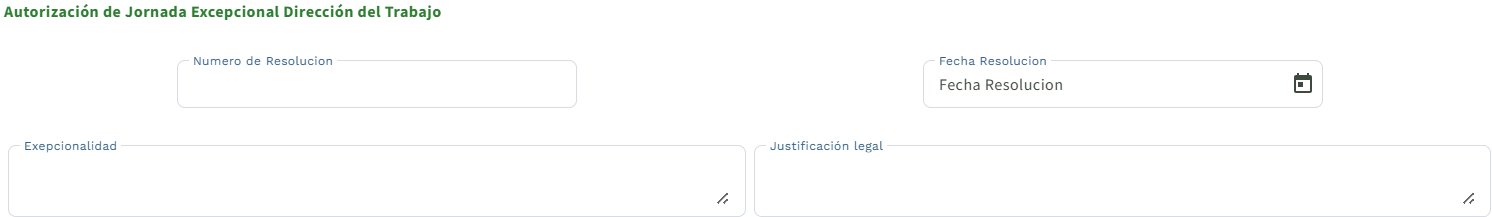 Autorización de Jornada Excepcional Dirección del Trabajo
Numero de Resolucion
Fecha Resolucion
Fecha Resolucion
Exepcionalidad
Justificación legal